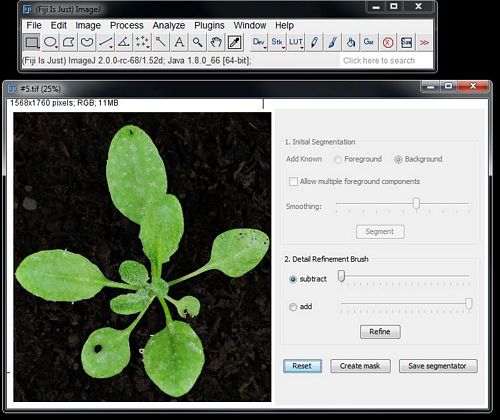 (Fiji Is Just) ImageJ
File Edit Image Process Analyze Plugins Window Help
A Dev Stk LUT >>
(Fiji Is Just) ImageJ 2.0.0-rc-68/1.52d; Java 1.8.0_66 [64-bit];
Click here to search
#5.tif (25%)
1568x1760 pixels; RGB; 11MB
1. Initial Segmentation
Add Known Foreground Background
Allow multiple foreground components
Smoothing:
Segment
2. Detail Refinement Brush
subtract
add
Refine
Reset Create mask Save segmentator